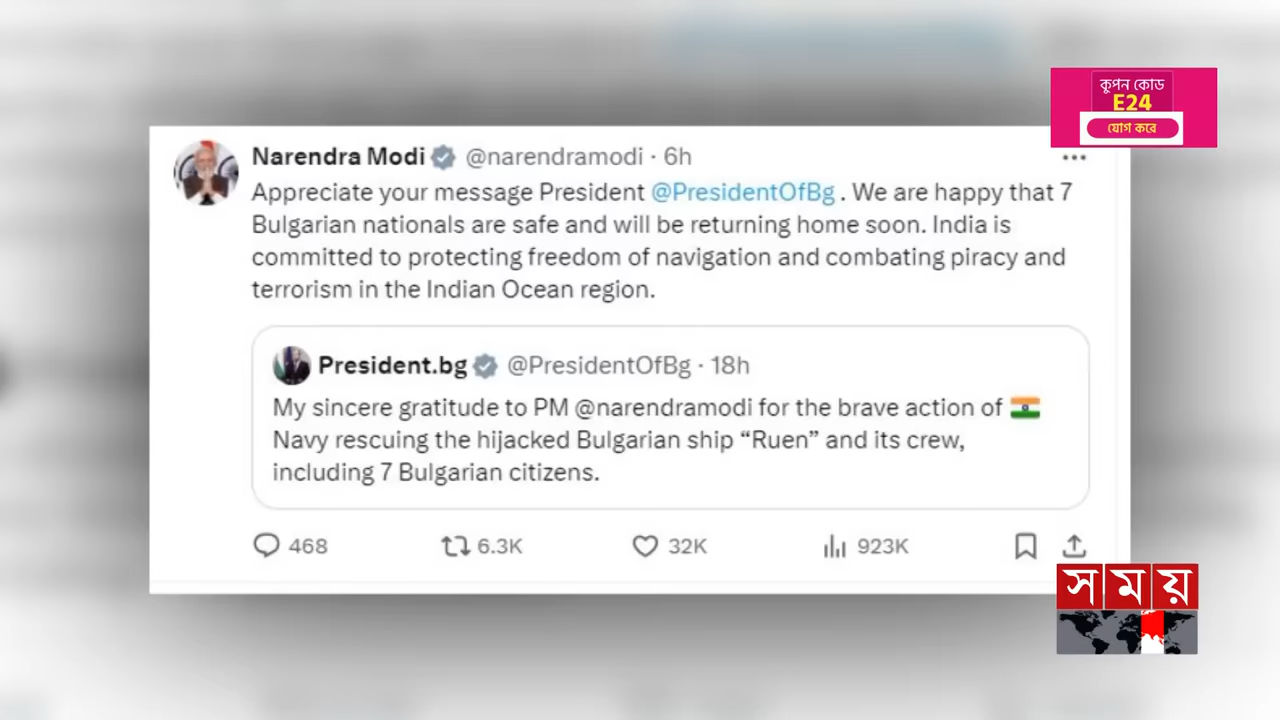 কুপন কোড
E24
যোগ করে
Narendra Modi @narendramodi · 6h
Appreciate your message President @PresidentOfBg . We are happy that 7
Bulgarian nationals are safe and will be returning home soon. India is
committed to protecting freedom of navigation and combating piracy and
terrorism in the Indian Ocean region.
President.bg @PresidentOfBg · 18h
My sincere gratitude to PM @narendramodi for the brave action of 🇮🇳
Navy rescuing the hijacked Bulgarian ship “Ruen” and its crew,
including 7 Bulgarian citizens.
468 6.3K 32K 923K
সময়